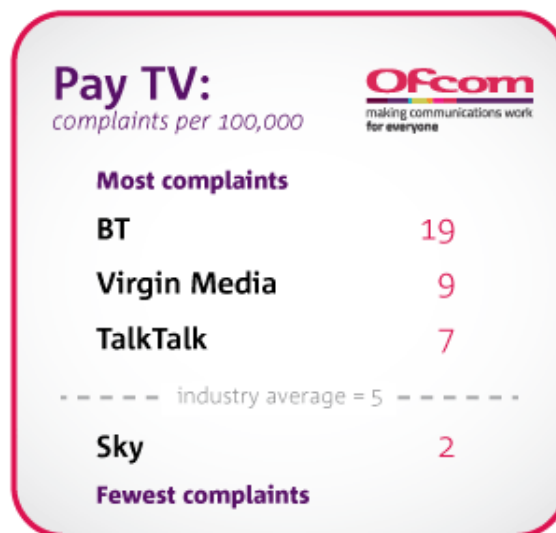 Pay TV:
complaints per 100,000
Ofcom
making communications work
for everyone
Most complaints
BT 19
Virgin Media 9
TalkTalk 7
industry average = 5
Sky 2
Fewest complaints